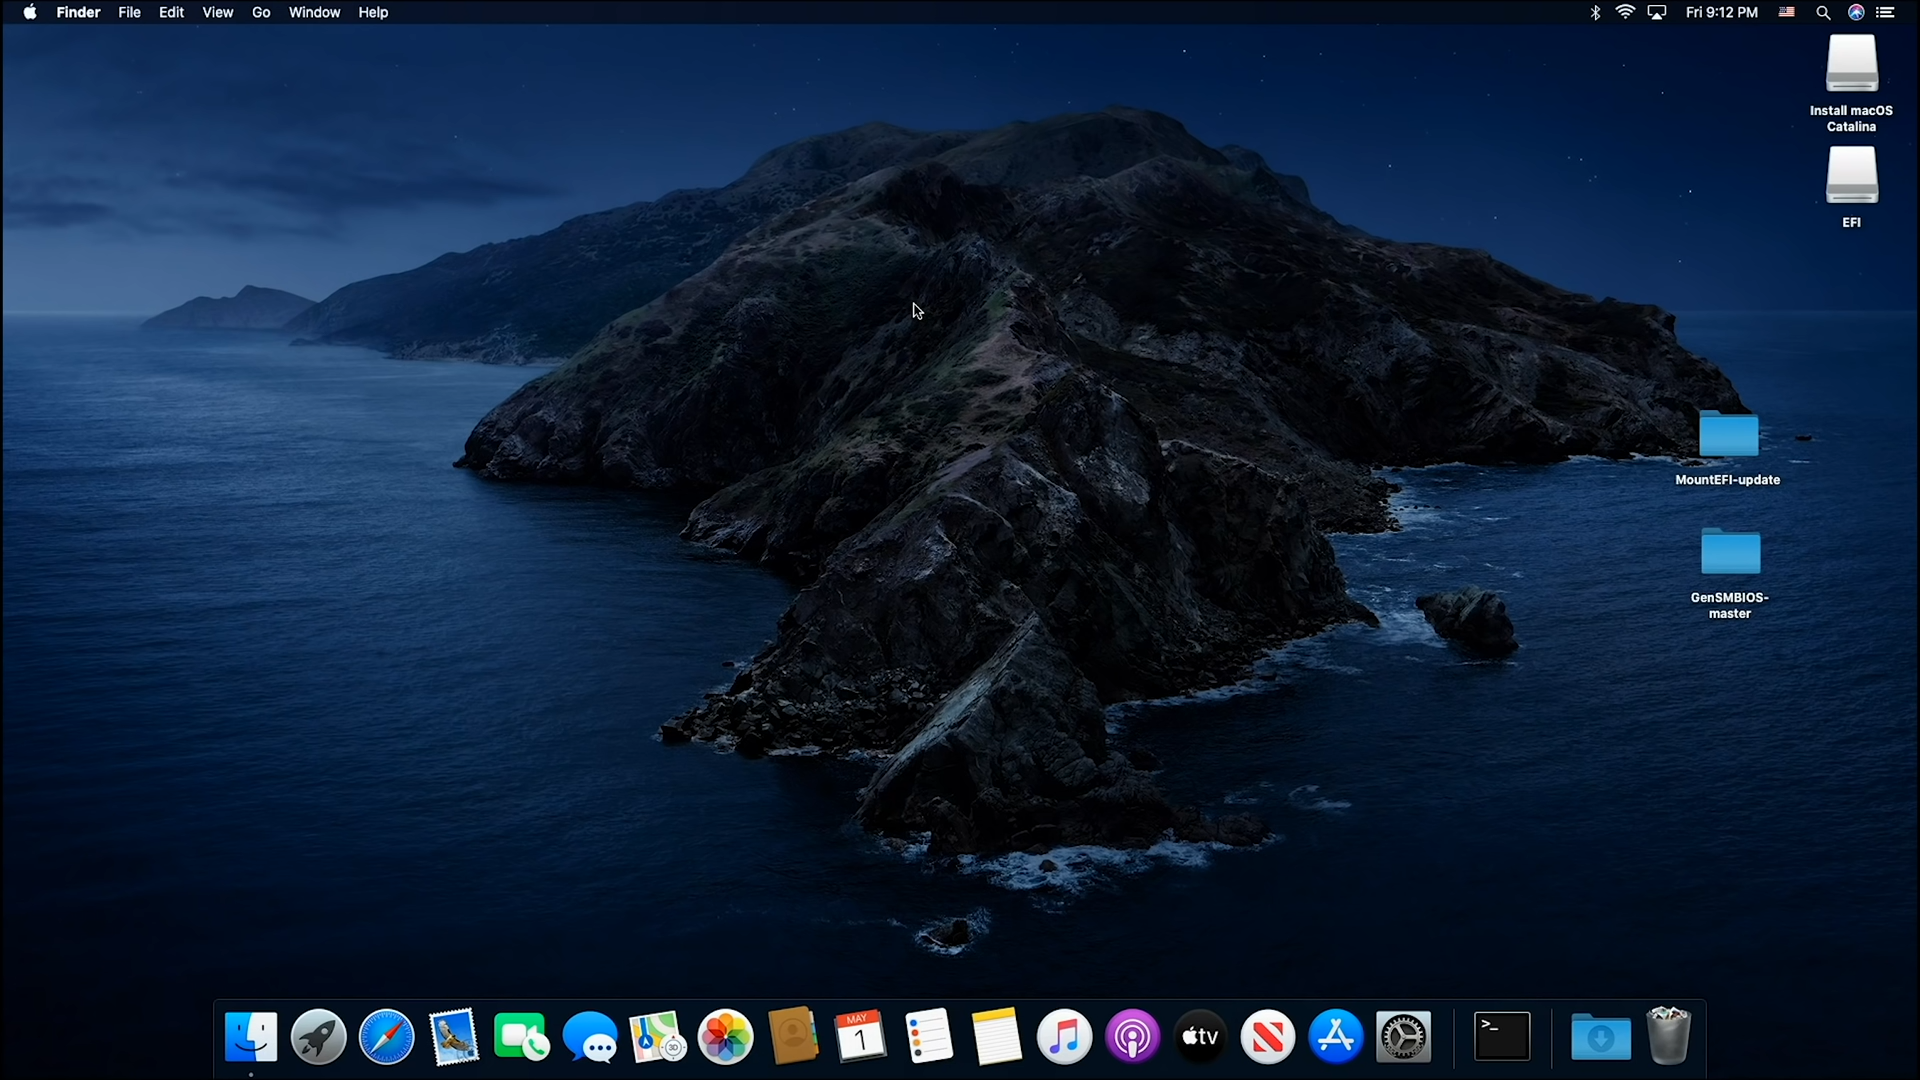 Finder File Edit View Go Window Help
Fri 9:12 PM
Install macOS
Catalina
EFI
MountEFI-update
GenSMBIOS-
master
MAY
1
3D
tv
>_